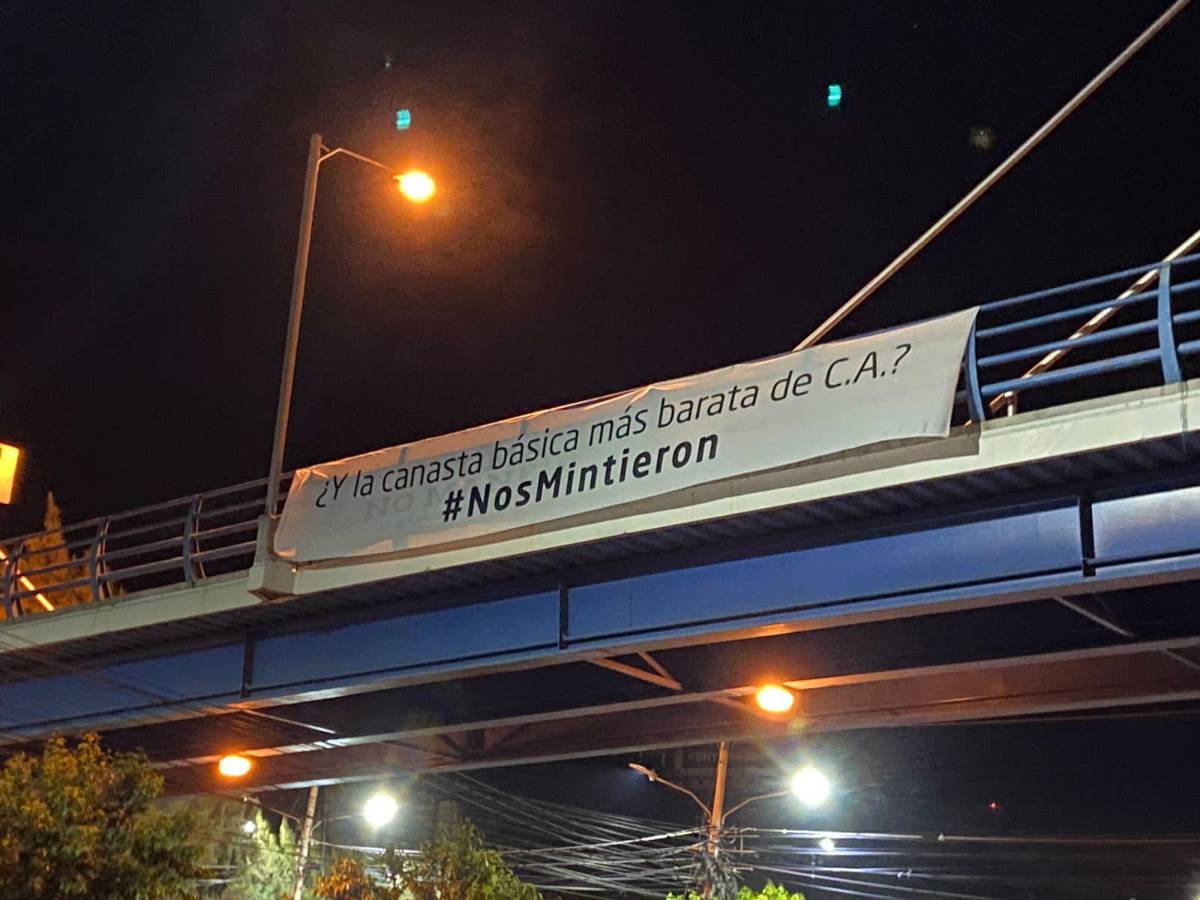 ¿Y la canasta básica más barata de C.A.?
#NosMintieron